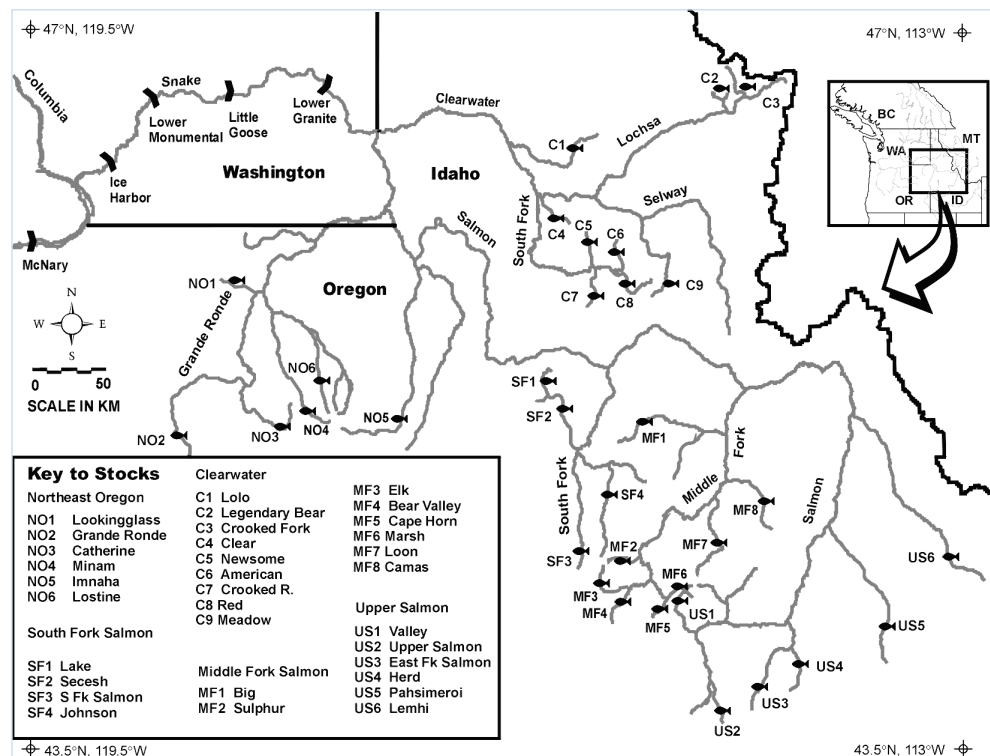 47°N, 119.5°W
47°N, 113°W
Columbia
Snake
Lower
Monumental
Little
Goose
Lower
Granite
Ice
Harbor
McNary
Washington
Idaho
Oregon
Clearwater
Lochsa
Selway
South Fork
Salmon
Grande Ronde
C1
C2
C3
C4
C5
C6
C7
C8
C9
BC
WA
MT
OR
ID
N
W
E
S
0
50
SCALE IN KM
NO1
NO2
NO3
NO4
NO5
NO6
SF1
SF2
SF3
SF4
South Fork
Middle
Fork
Salmon
MF1
MF2
MF3
MF4
MF5
MF6
MF7
MF8
US1
US2
US3
US4
US5
US6
Key to Stocks
Northeast Oregon
NO1 Lookingglass
NO2 Grande Ronde
NO3 Catherine
NO4 Minam
NO5 Imnaha
NO6 Lostine
South Fork Salmon
SF1 Lake
SF2 Secesh
SF3 S Fk Salmon
SF4 Johnson
Clearwater
C1 Lolo
C2 Legendary Bear
C3 Crooked Fork
C4 Clear
C5 Newsome
C6 American
C7 Crooked R.
C8 Red
C9 Meadow
Middle Fork Salmon
MF1 Big
MF2 Sulphur
MF3 Elk
MF4 Bear Valley
MF5 Cape Horn
MF6 Marsh
MF7 Loon
MF8 Camas
Upper Salmon
US1 Valley
US2 Upper Salmon
US3 East Fk Salmon
US4 Herd
US5 Pahsimeroi
US6 Lemhi
43.5°N, 119.5°W
43.5°N, 113°W